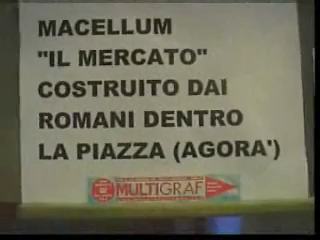 MACELLUM
"IL MERCATO"
COSTRUITO DAI
ROMANI DENTRO
LA PIAZZA (AGORA')
MULTIGRAF